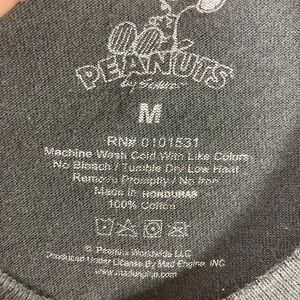 PEANUTS
by Schulz
M
RN# 0101531
Machine Wash Cold With Like Colors
No Bleach / Tumble Dry Low Heat
Remove Promptly / No Iron
Made In HONDURAS
100% Cotton
© Peanuts Worldwide LLC
Produced Under License By Mad Engine, INC
www.madengine.com